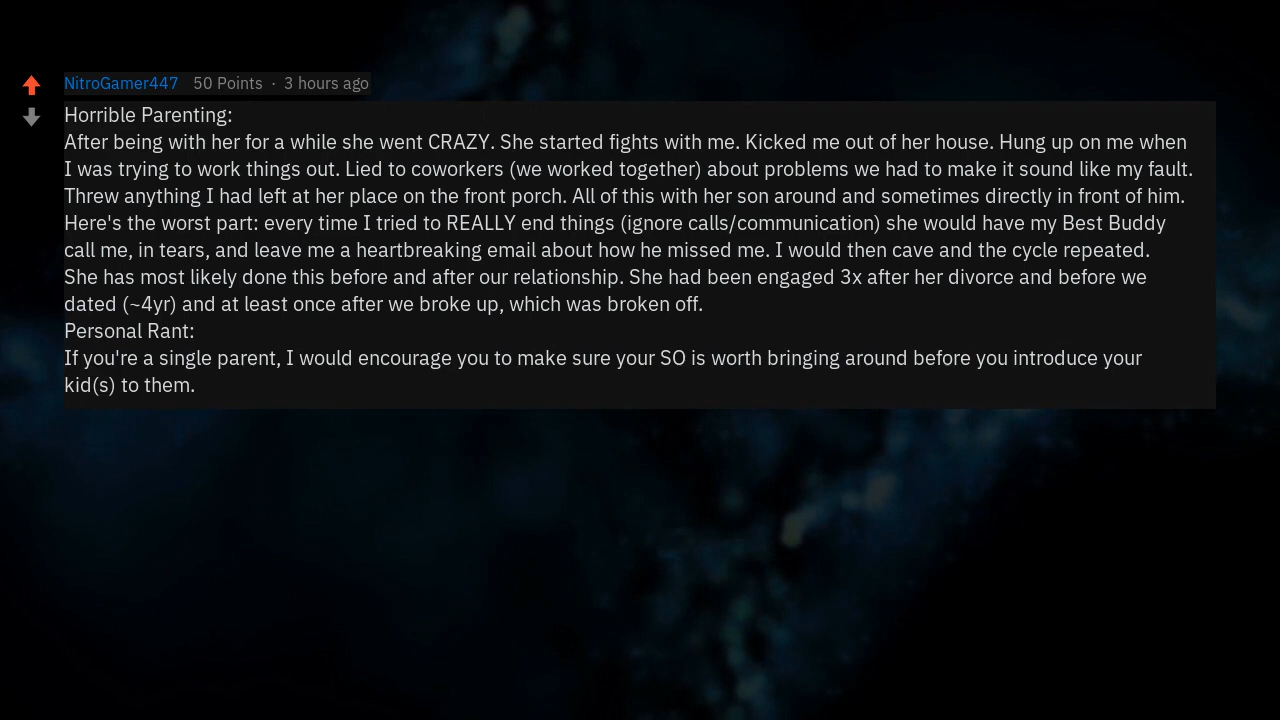 NitroGamer447 50 Points · 3 hours ago
Horrible Parenting:
After being with her for a while she went CRAZY. She started fights with me. Kicked me out of her house. Hung up on me when
I was trying to work things out. Lied to coworkers (we worked together) about problems we had to make it sound like my fault.
Threw anything I had left at her place on the front porch. All of this with her son around and sometimes directly in front of him.
Here's the worst part: every time I tried to REALLY end things (ignore calls/communication) she would have my Best Buddy
call me, in tears, and leave me a heartbreaking email about how he missed me. I would then cave and the cycle repeated.
She has most likely done this before and after our relationship. She had been engaged 3x after her divorce and before we
dated (~4yr) and at least once after we broke up, which was broken off.
Personal Rant:
If you're a single parent, I would encourage you to make sure your SO is worth bringing around before you introduce your
kid(s) to them.